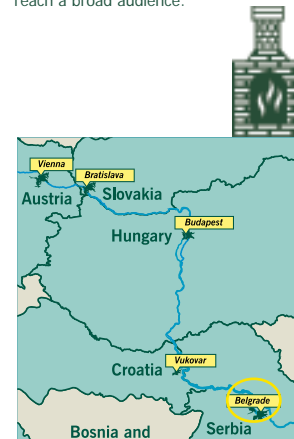 reach a broad audience.
Vienna
Bratislava
Austria
Slovakia
Budapest
Hungary
Vukovar
Croatia
Belgrade
Bosnia and
Serbia